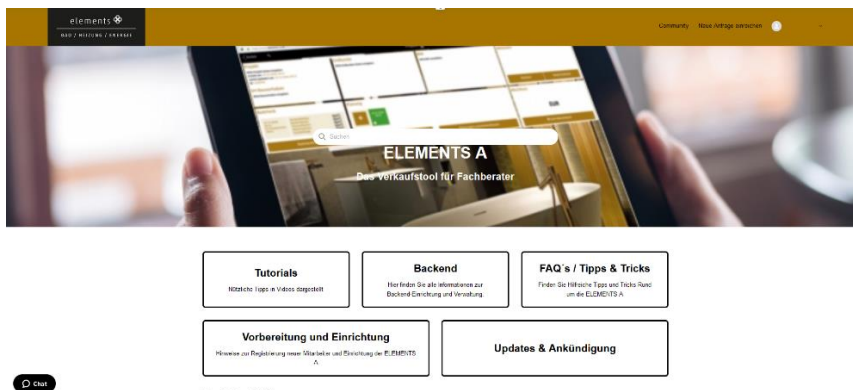 elements
BAD / HEIZUNG / ENERGIE
Community Neue Anfrage einreichen
Suchen
ELEMENTS A
Das Verkaufstool für Fachberater
Tutorials
Nützliche Tipps in Videos dargestellt
Backend
Hier finden Sie alle Informationen zur
Backend-Einrichtung und Verwaltung.
FAQ´s / Tipps & Tricks
Finden Sie Hilfreiche Tipps und Tricks Rund
um die ELEMENTS A
Vorbereitung und Einrichtung
Hinweise zur Registrierung neuer Mitarbeiter und Einrichtung der ELEMENTS
A
Updates & Ankündigung
Chat